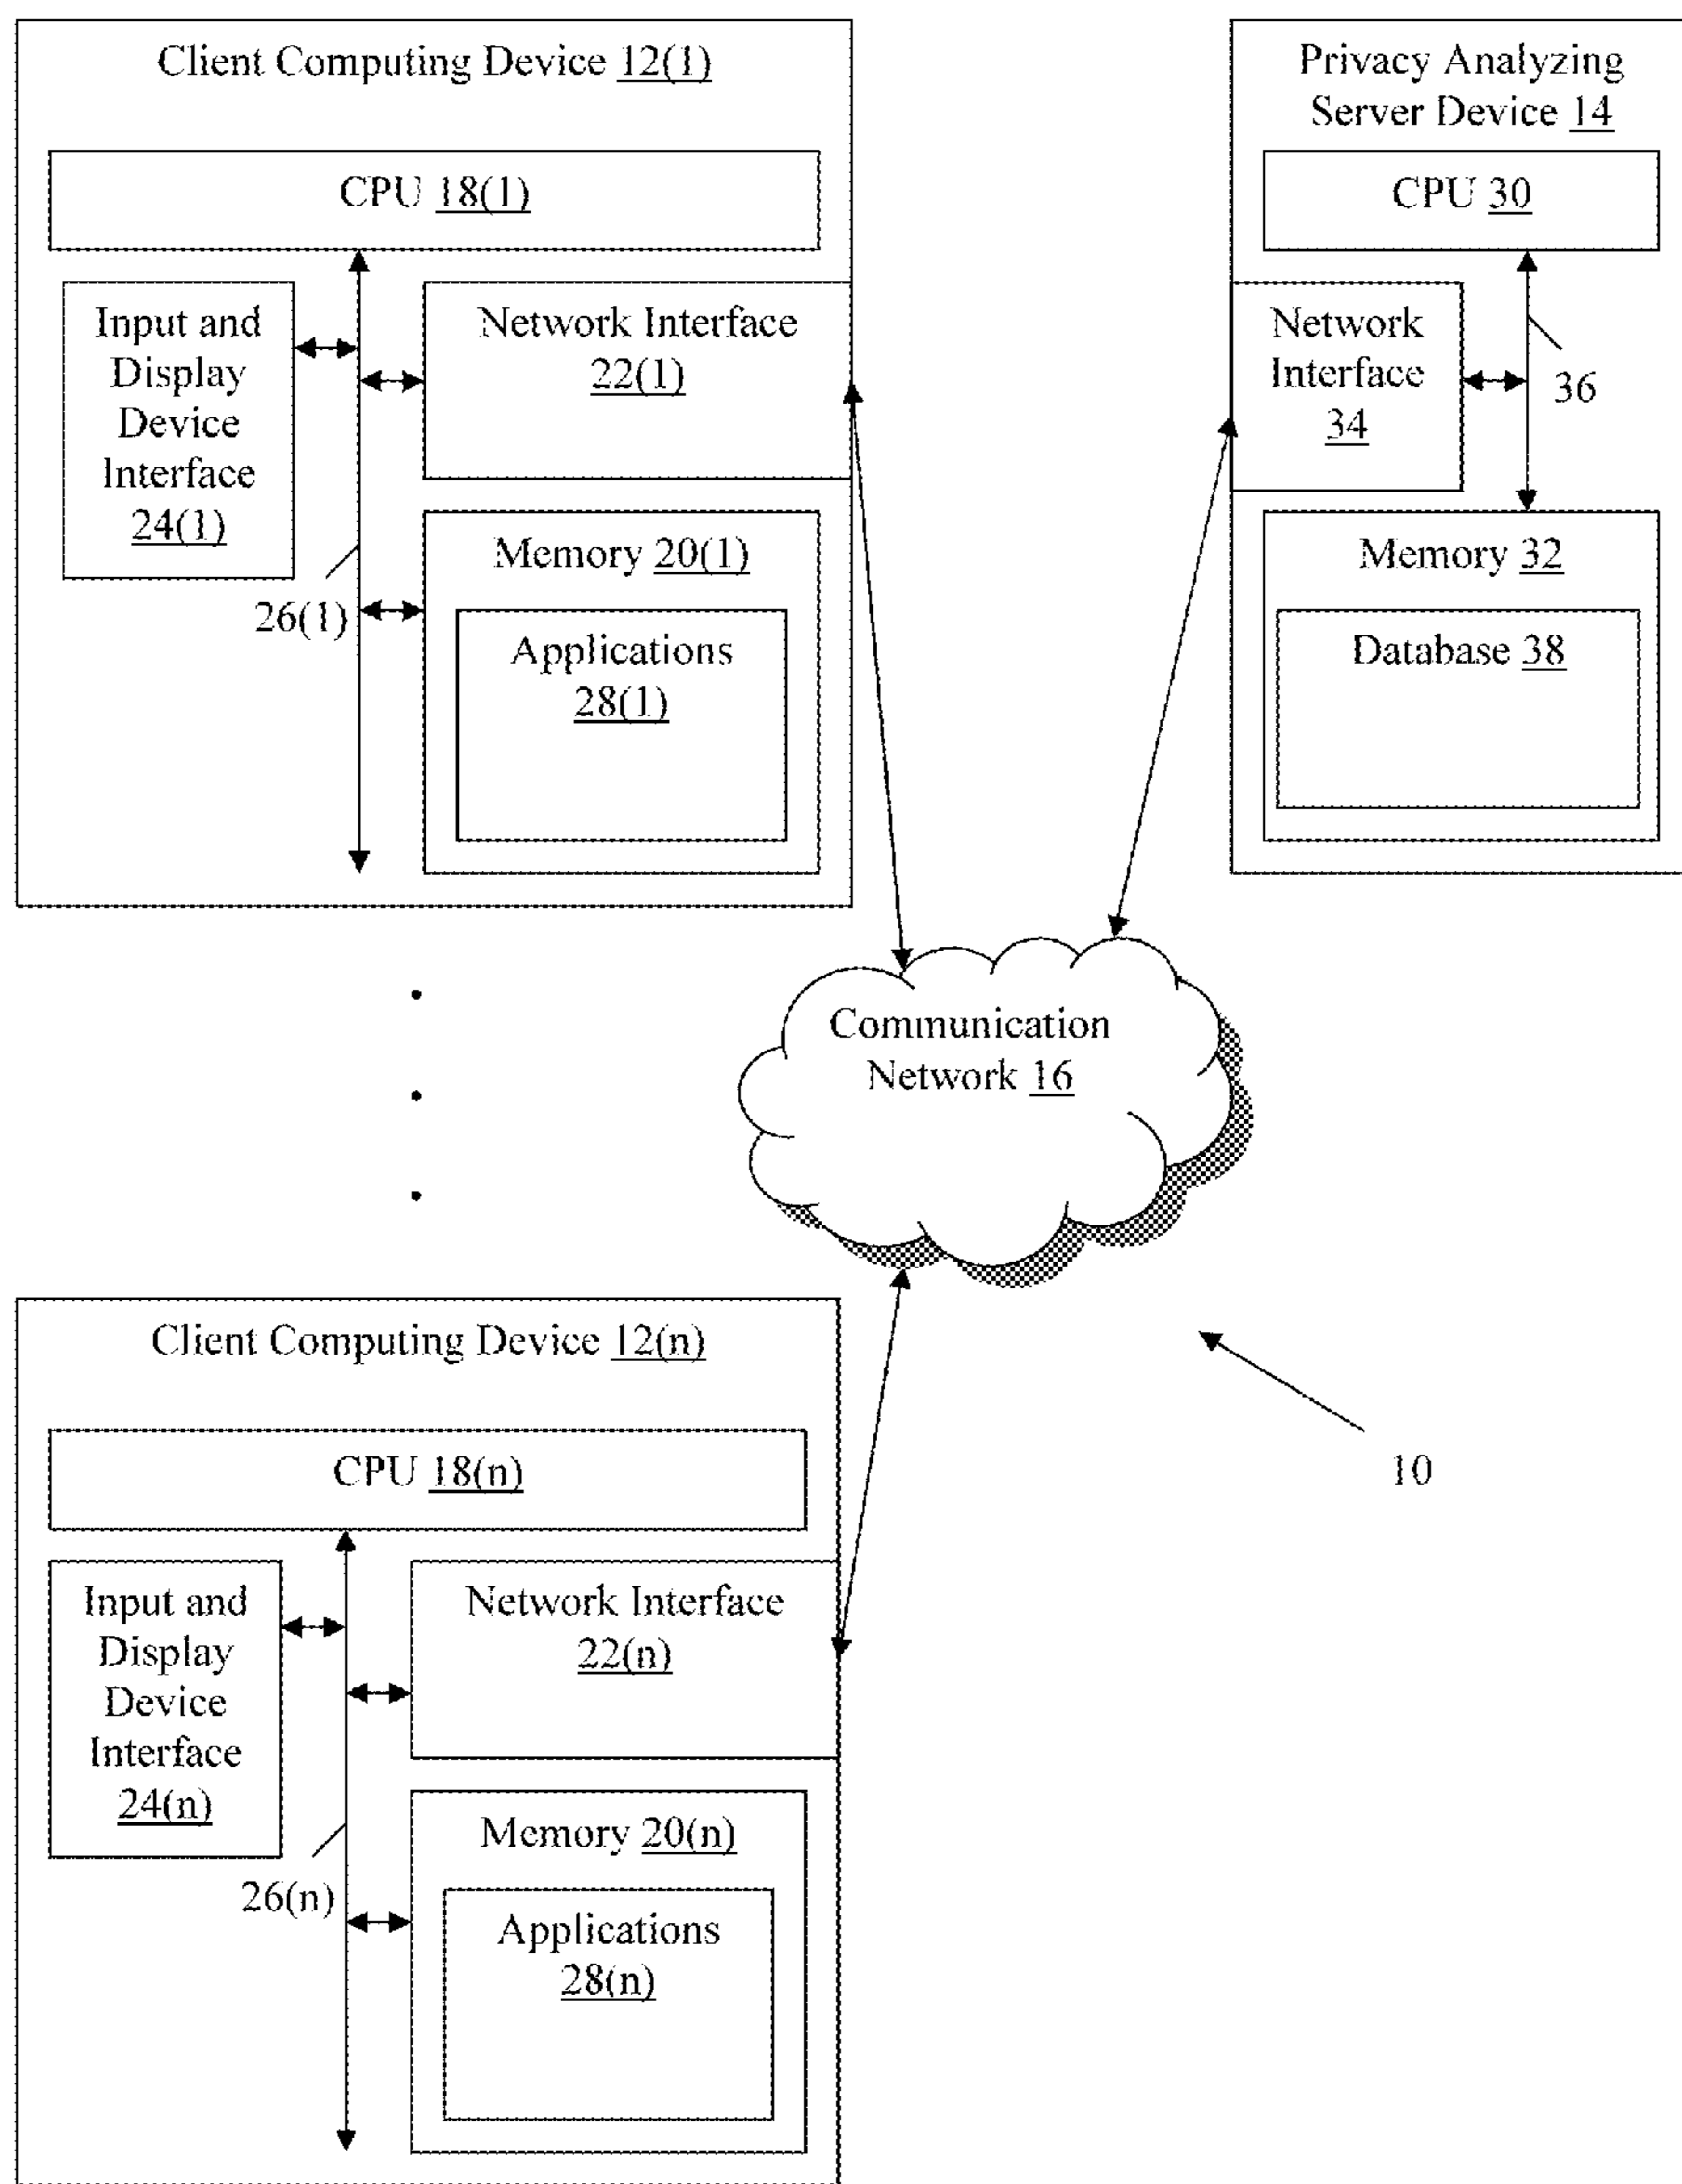 Client Computing Device 12(1)
CPU 18(1)
Input and
Display
Device
Interface
24(1)
Network Interface
22(1)
26(1)
Memory 20(1)
Applications
28(1)
Privacy Analyzing
Server Device 14
CPU 30
Network
Interface
34
36
Memory 32
Database 38
Communication
Network 16
10
Client Computing Device 12(n)
CPU 18(n)
Input and
Display
Device
Interface
24(n)
Network Interface
22(n)
26(n)
Memory 20(n)
Applications
28(n)